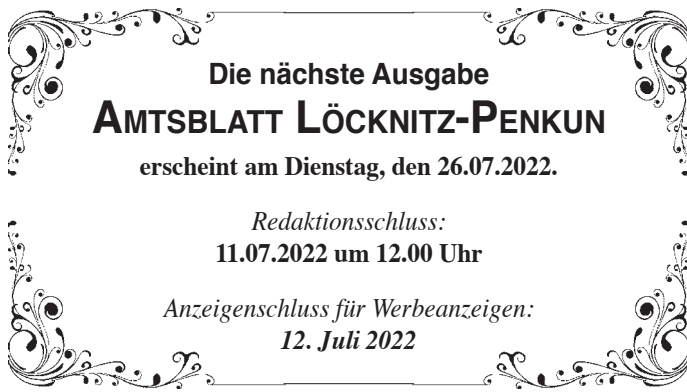 Die nächste Ausgabe
AMTSBLATT LÖCKNITZ-PENKUN
erscheint am Dienstag, den 26.07.2022.
Redaktionsschluss:
11.07.2022 um 12.00 Uhr
Anzeigenschluss für Werbeanzeigen:
12. Juli 2022